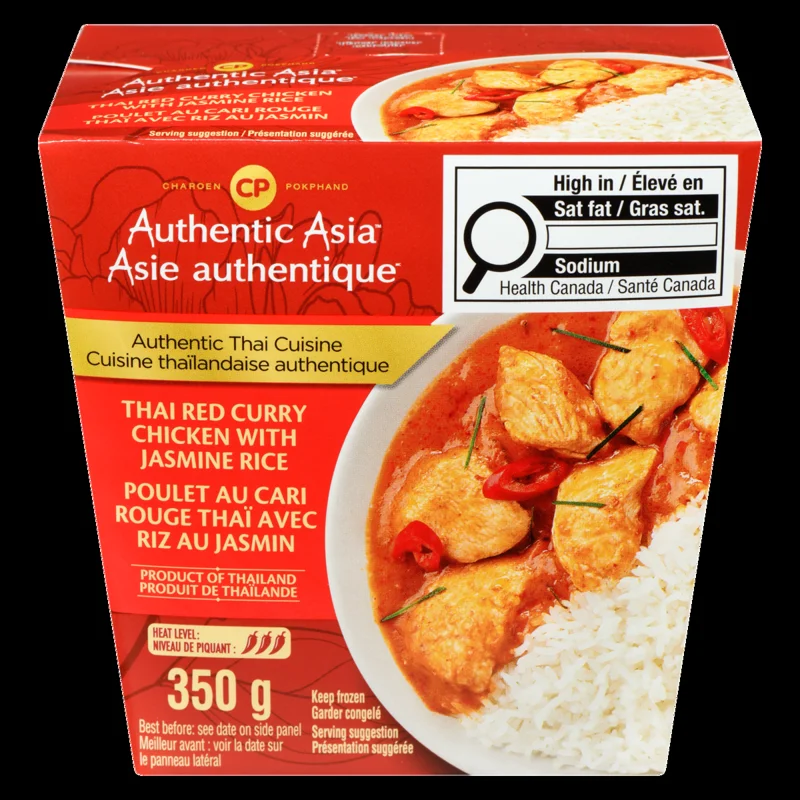 CP POKPHAND
Authentic Asia
Asie authentique
THAI RED CURRY CHICKEN
WITH JASMINE RICE
POULET AU CARI ROUGE
THAÏ AVEC RIZ AU JASMIN
Serving suggestion / Présentation suggérée
CHAROEN CP POKPHAND
Authentic Asia™
Asie authentique™
High in / Élevé en
Sat fat / Gras sat.
Sodium
Health Canada / Santé Canada
Authentic Thai Cuisine
Cuisine thaïlandaise authentique
THAI RED CURRY
CHICKEN WITH
JASMINE RICE
POULET AU CARI
ROUGE THAÏ AVEC
RIZ AU JASMIN
PRODUCT OF THAILAND
PRODUIT DE THAÏLANDE
HEAT LEVEL:
NIVEAU DE PIQUANT :
350 g
Keep frozen
Garder congelé
Best before: see date on side panel
Meilleur avant : voir la date sur
le panneau latéral
Serving suggestion
Présentation suggérée